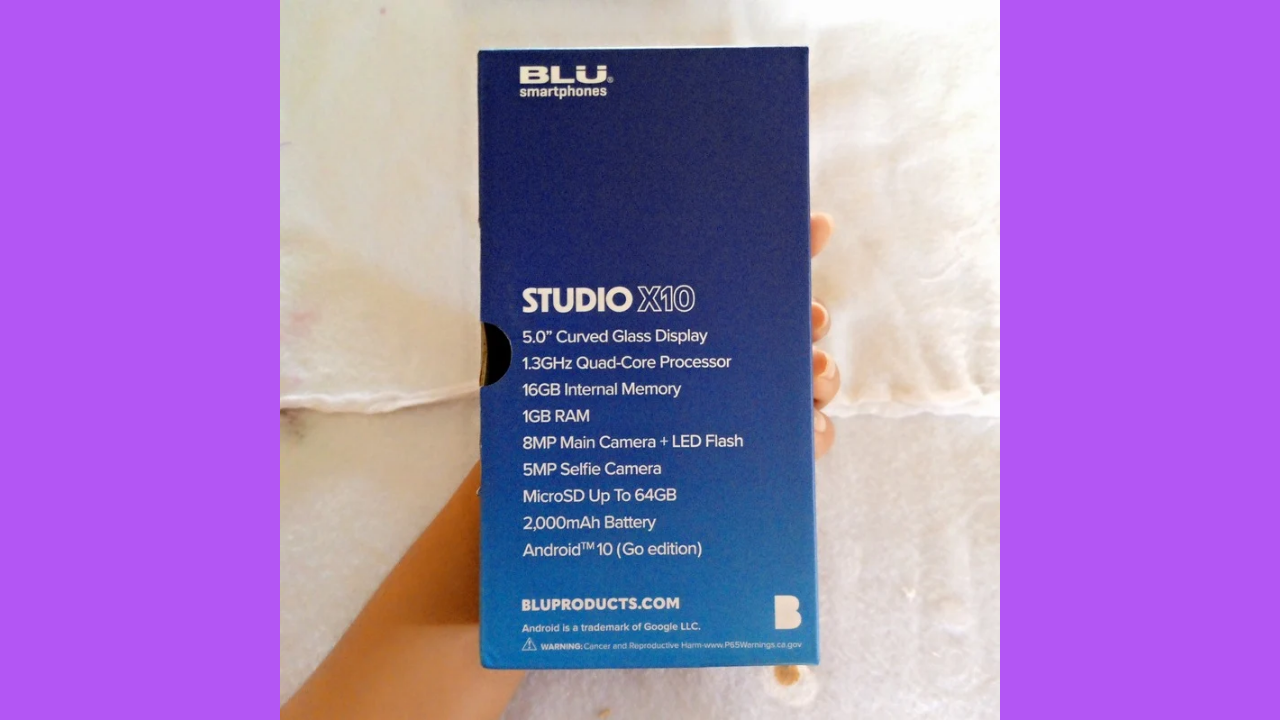 BLU®
smartphones
STUDIO X10
5.0” Curved Glass Display
1.3GHz Quad-Core Processor
16GB Internal Memory
1GB RAM
8MP Main Camera + LED Flash
5MP Selfie Camera
MicroSD Up To 64GB
2,000mAh Battery
Android™ 10 (Go edition)
BLUPRODUCTS.COM
B
Android is a trademark of Google LLC.
WARNING: Cancer and Reproductive Harm-www.P65Warnings.ca.gov